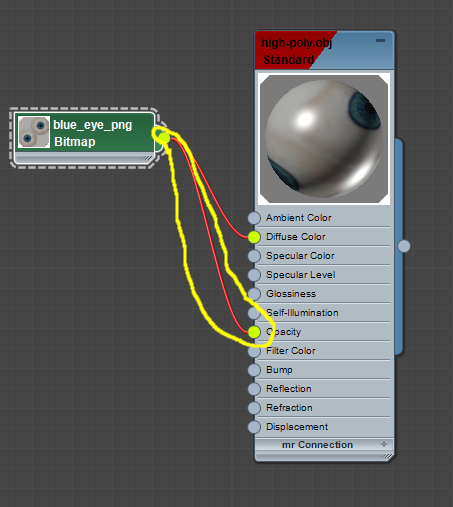 high-poly.obj
Standard
blue_eye_png
Bitmap
Ambient Color
Diffuse Color
Specular Color
Specular Level
Glossiness
Self-Illumination
Opacity
Filter Color
Bump
Reflection
Refraction
Displacement
mr Connection